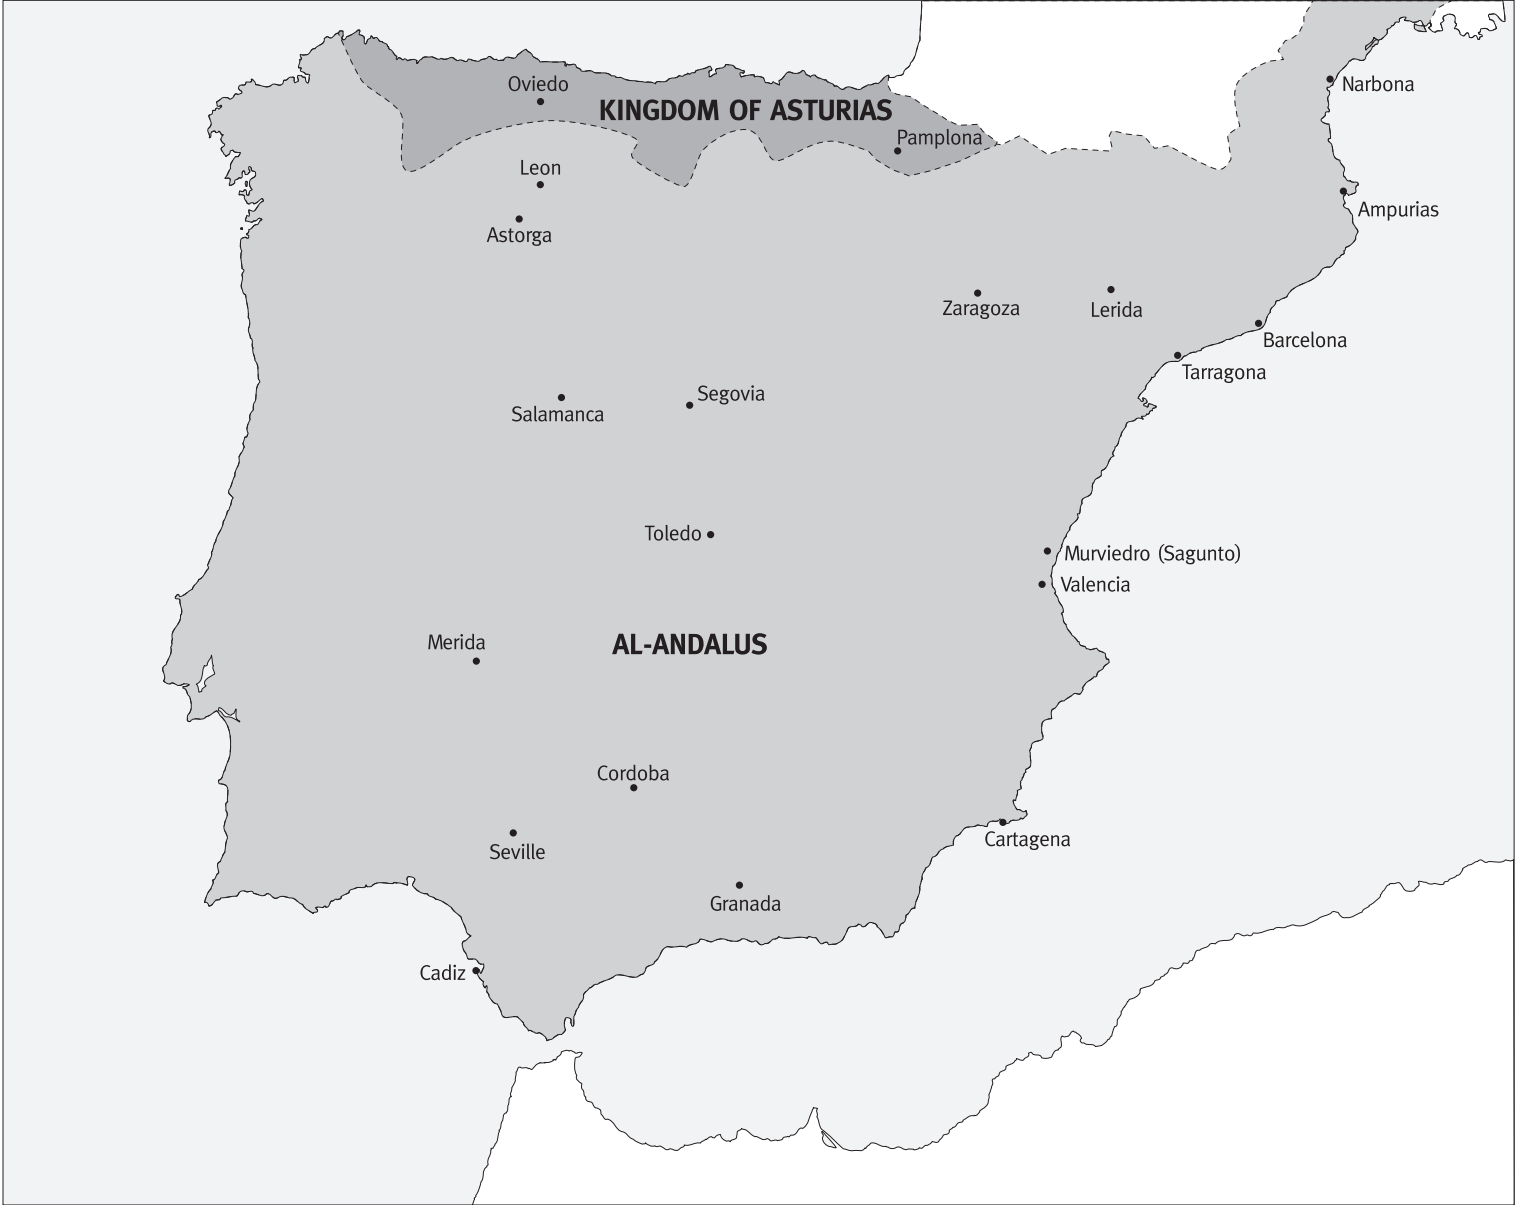 Oviedo
Narbona
KINGDOM OF ASTURIAS
Pamplona
Leon
Ampurias
Astorga
Zaragoza
Lerida
Barcelona
Tarragona
Segovia
Salamanca
Toledo
Murviedro (Sagunto)
Valencia
Merida
AL-ANDALUS
Cordoba
Cartagena
Seville
Granada
Cadiz